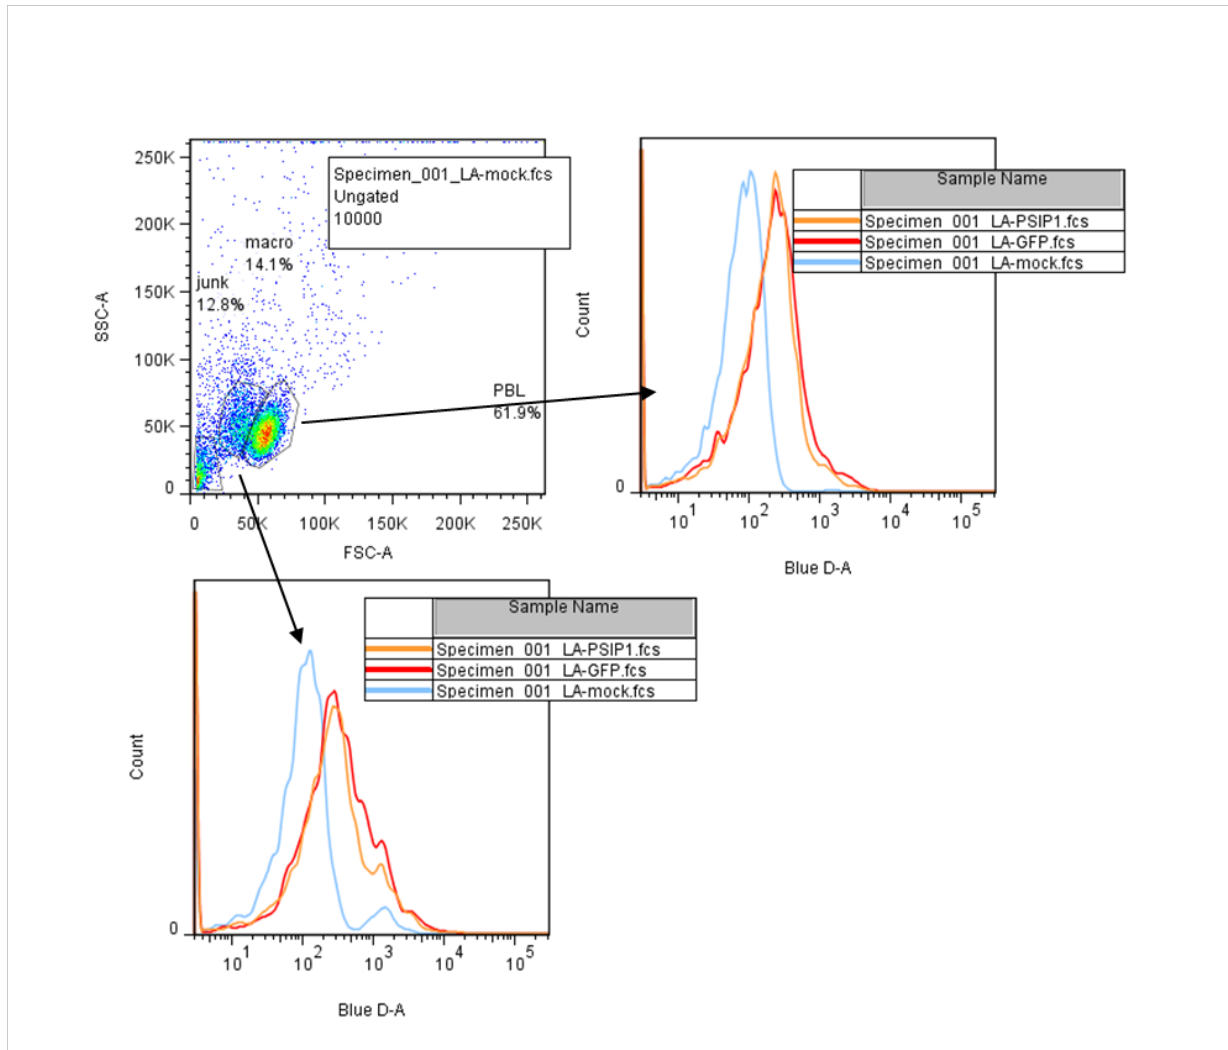 250K
200K
150K
100K
50K
0
SSC-A
Specimen_001_LA-mock.fcs
Ungated
10000
macro
14.1%
junk
12.8%
PBL
61.9%
0 50K 100K 150K 200K 250K
FSC-A
Count
0
Sample Name
Specimen_001_LA-PSIP1.fcs
Specimen_001_LA-GFP.fcs
Specimen_001_LA-mock.fcs
10^1 10^2 10^3 10^4 10^5
Blue D-A
Count
0
Sample Name
Specimen_001_LA-PSIP1.fcs
Specimen_001_LA-GFP.fcs
Specimen_001_LA-mock.fcs
10^1 10^2 10^3 10^4 10^5
Blue D-A